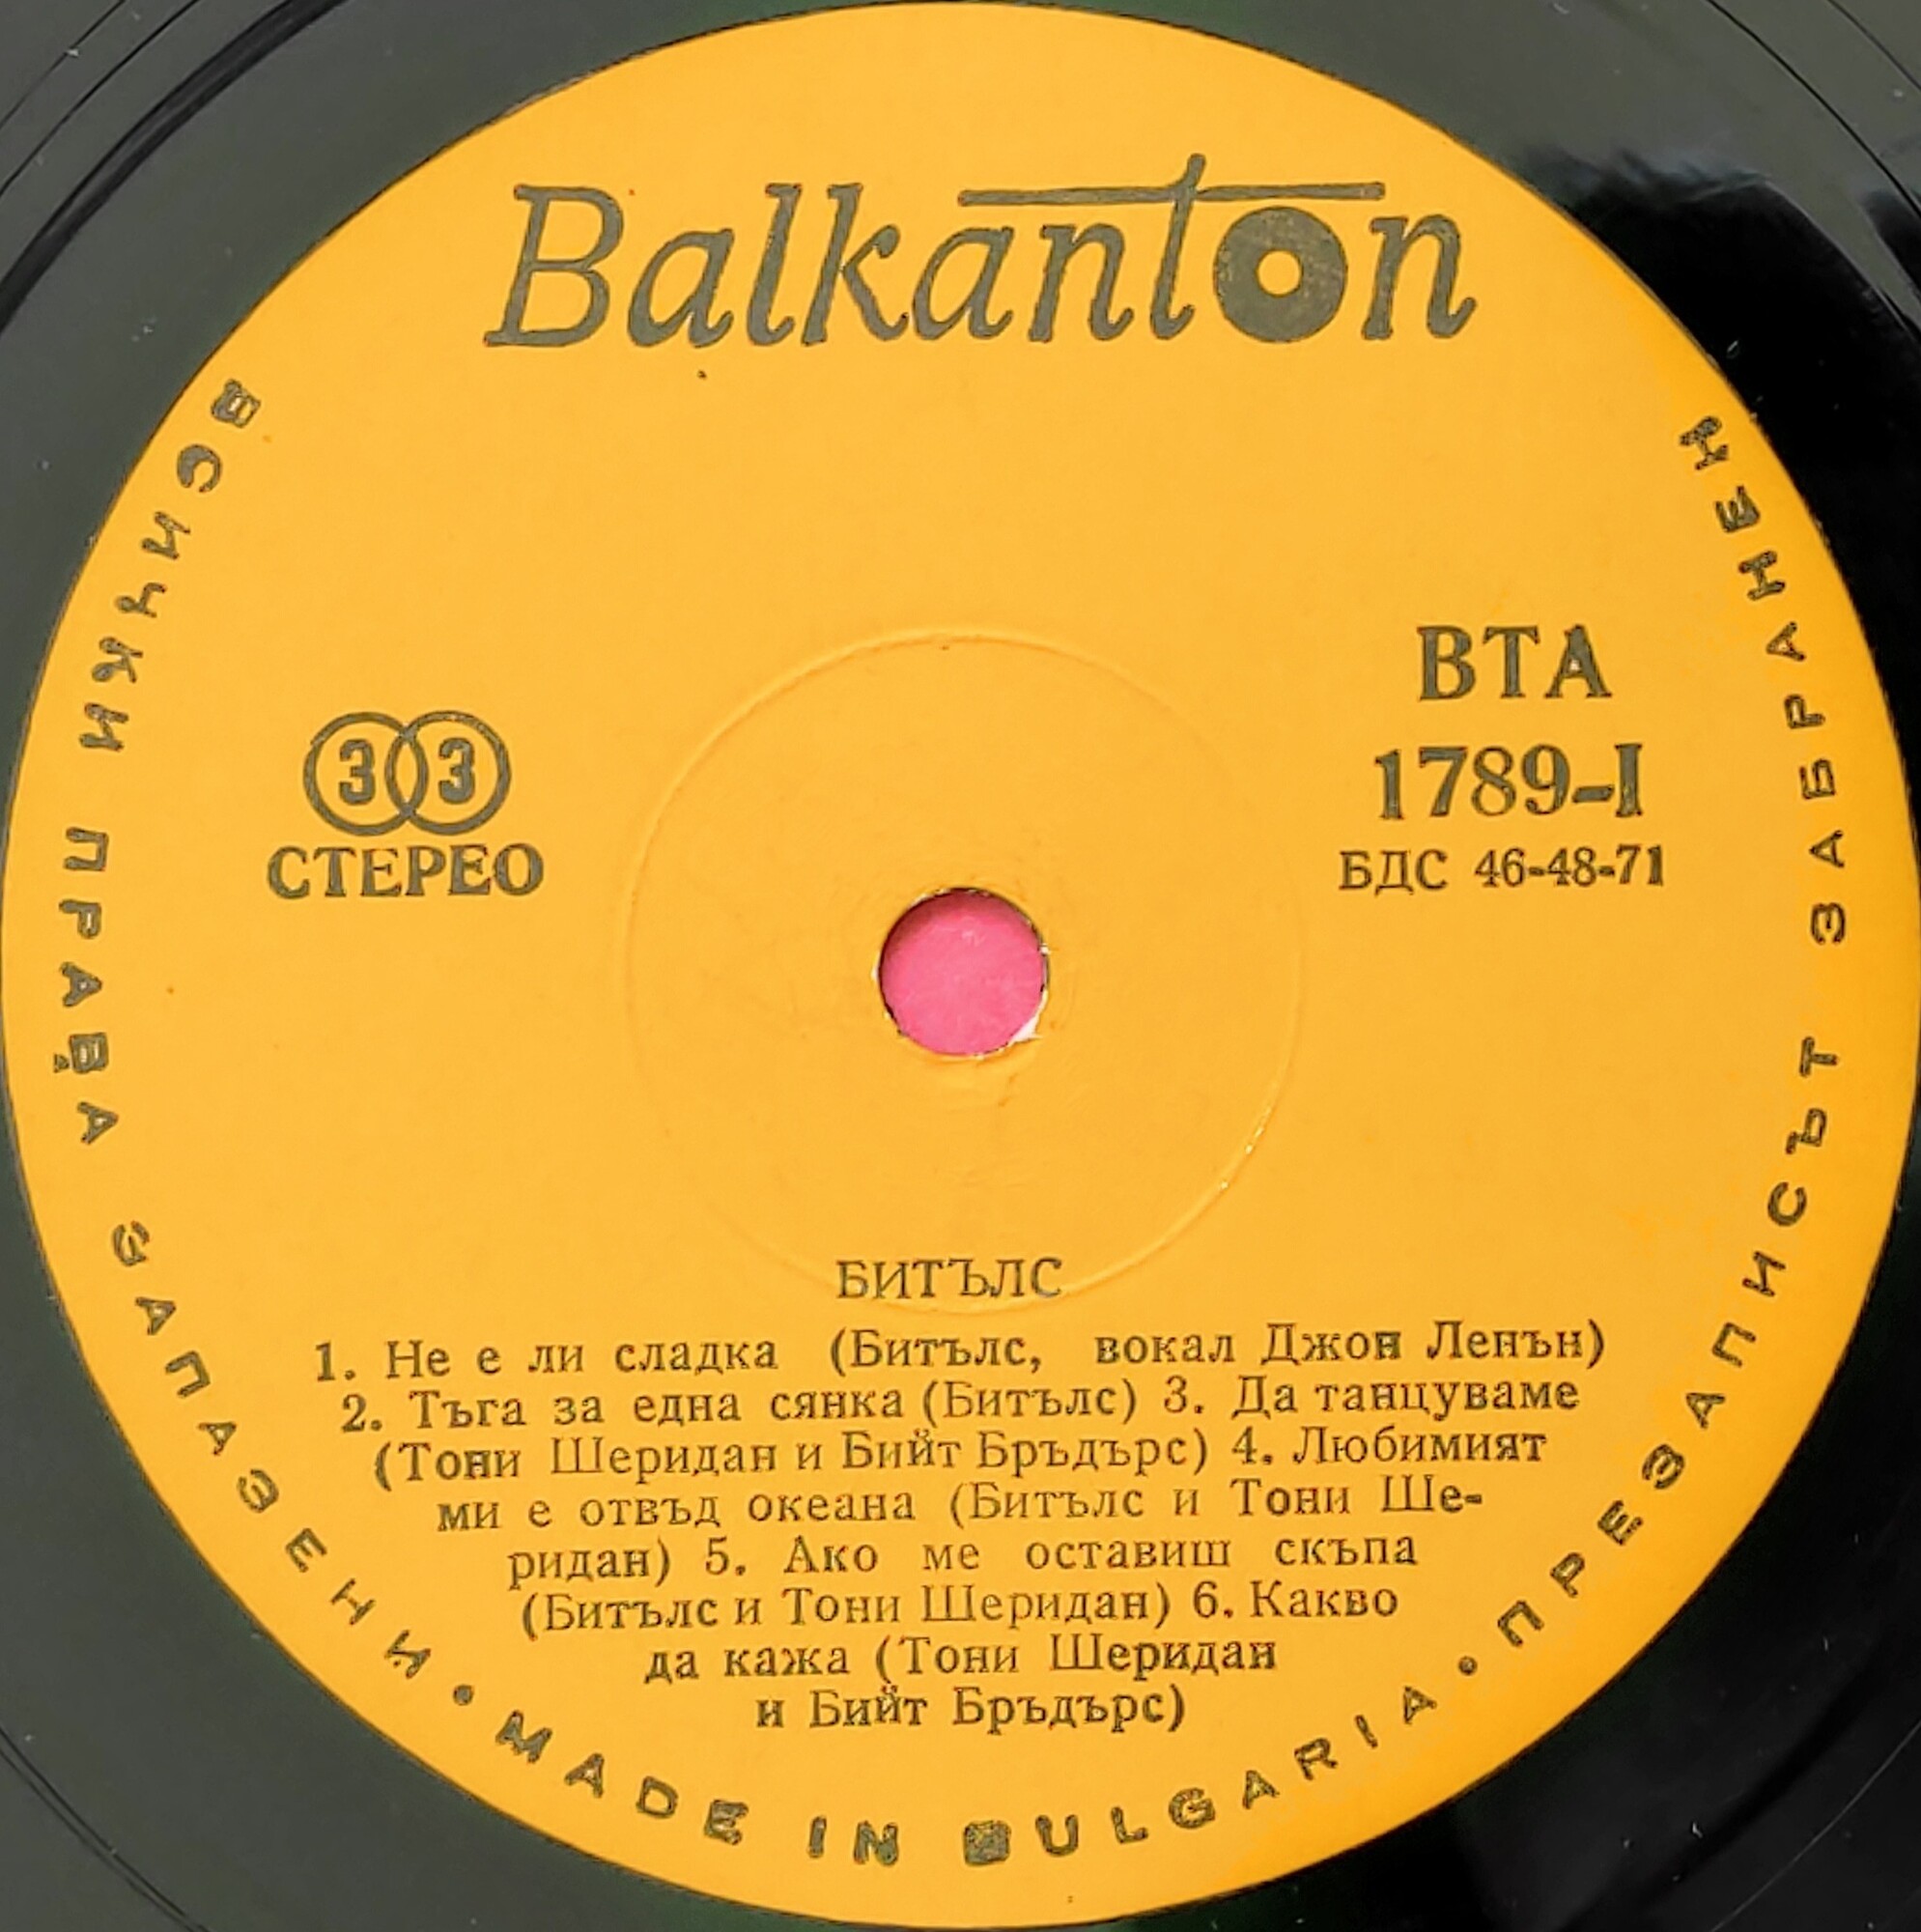 Balkanton
ВСИЧКИ ПРАВА ЗАПАЗЕНИ • MADE IN BULGARIA • ПРЕЗАПИСЪТ ЗАБРАНЕН
33
СТЕРЕО
ВТА
1789-I
БДС 46-48-71
БИТЪЛС
1. Не е ли сладка (Битълс, вокал Джон Ленън)
2. Тъга за една сянка (Битълс) 3. Да танцуваме
(Тони Шеридан и Бийт Бръдърс) 4. Любимият
ми е отвъд океана (Битълс и Тони Ше-
ридан) 5. Ако ме оставиш скъпа
(Битълс и Тони Шеридан) 6. Какво
да кажа (Тони Шеридан
и Бийт Бръдърс)